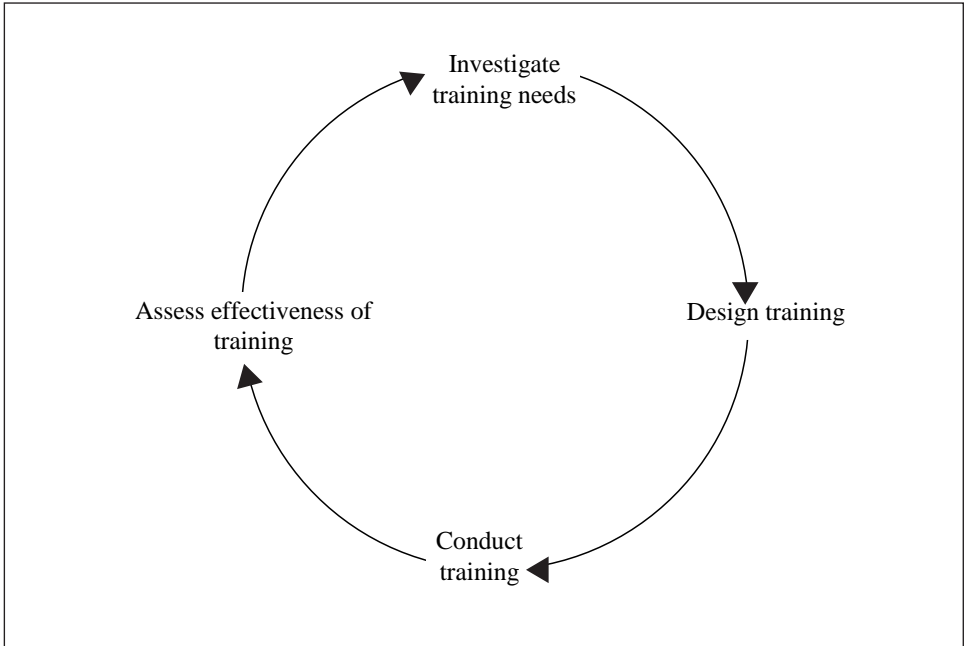 Investigate
training needs
Design training
Conduct
training
Assess effectiveness of
training